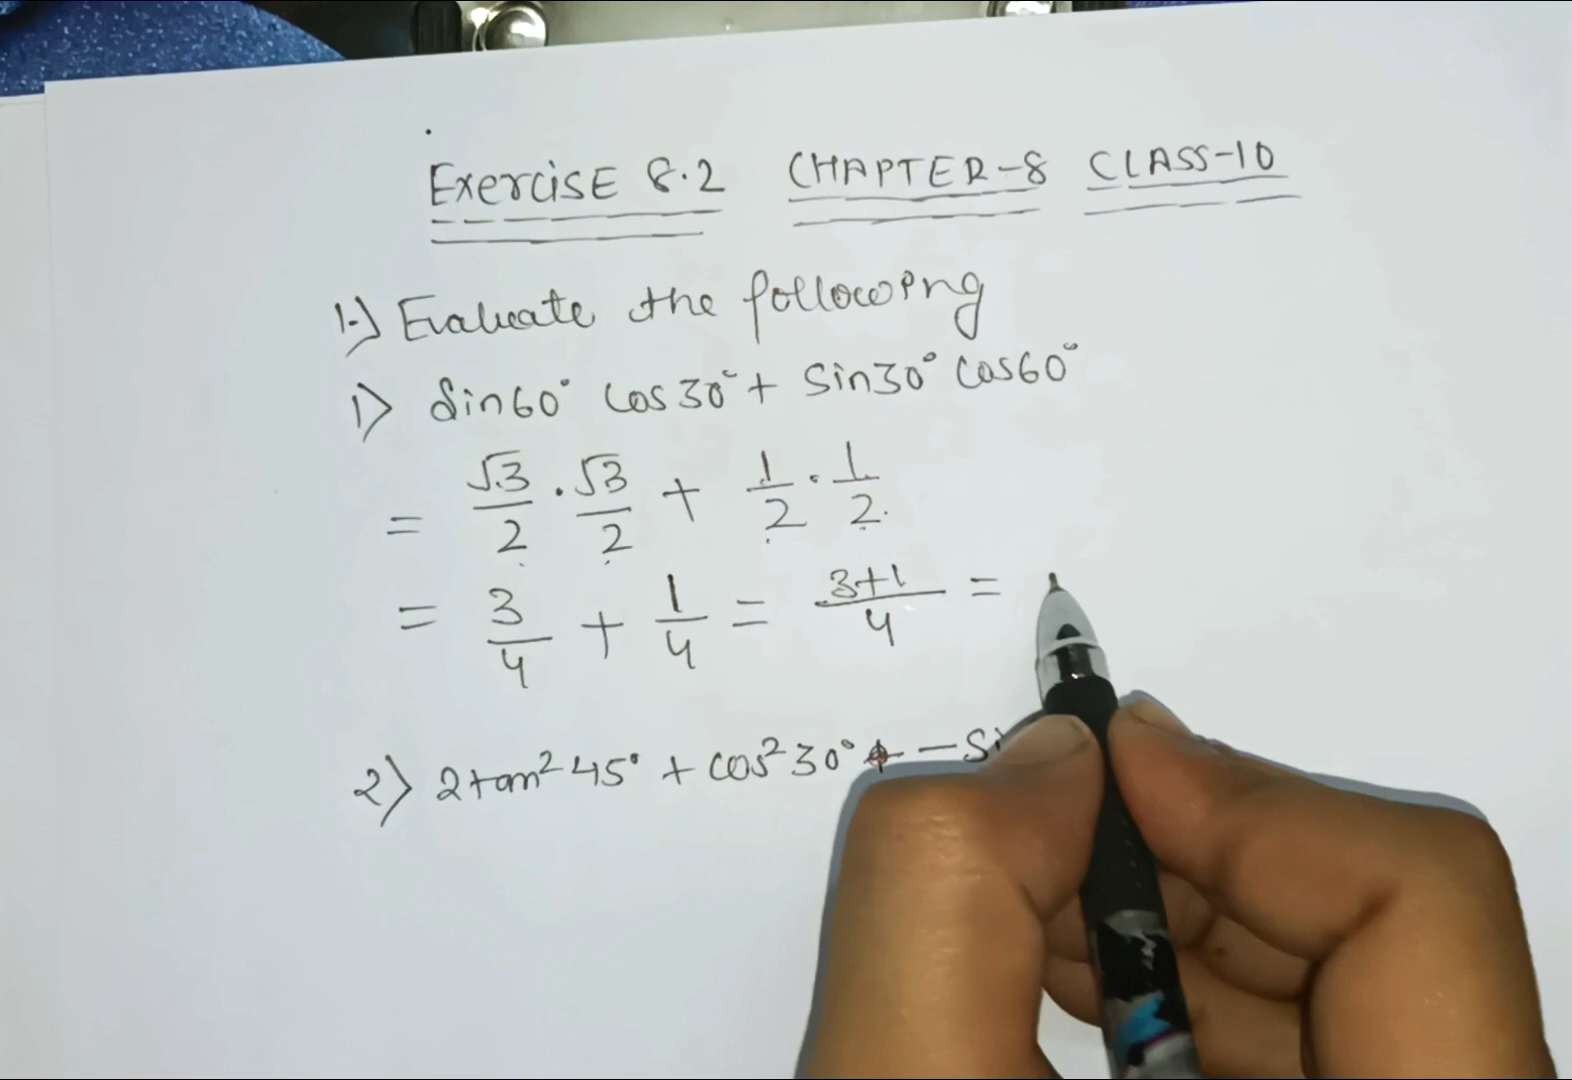 ExerciSE 8.2 CHAPTER-8 CLASS-10
1.) Evaluate the following
1) Sin60° Cos30° + Sin30° Cos60°
= √3/2 . √3/2 + 1/2 . 1/2
= 3/4 + 1/4 = 3+1/4 =
2) 2tan²45° + cos²30° - Si